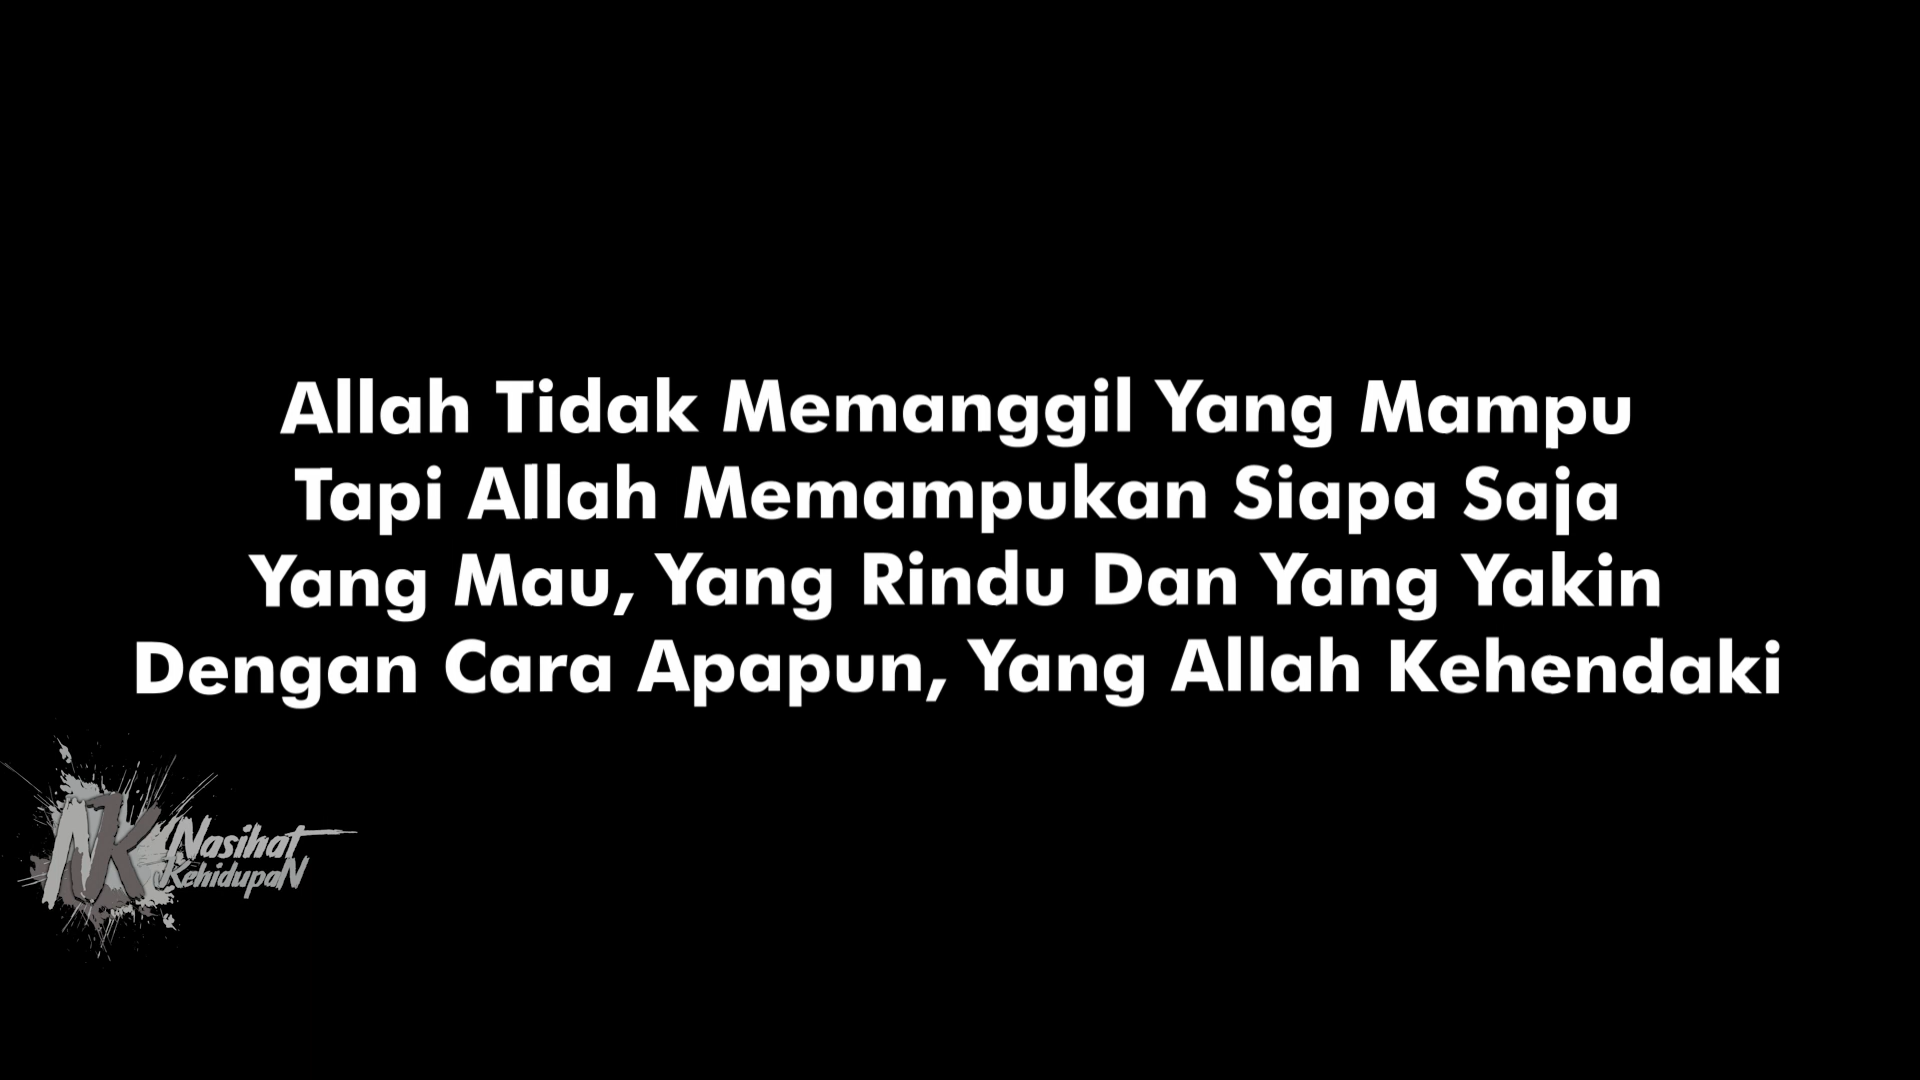 Allah Tidak Memanggil Yang Mampu
Tapi Allah Memampukan Siapa Saja
Yang Mau, Yang Rindu Dan Yang Yakin
Dengan Cara Apapun, Yang Allah Kehendaki
NK Nasihat
KehidupaN